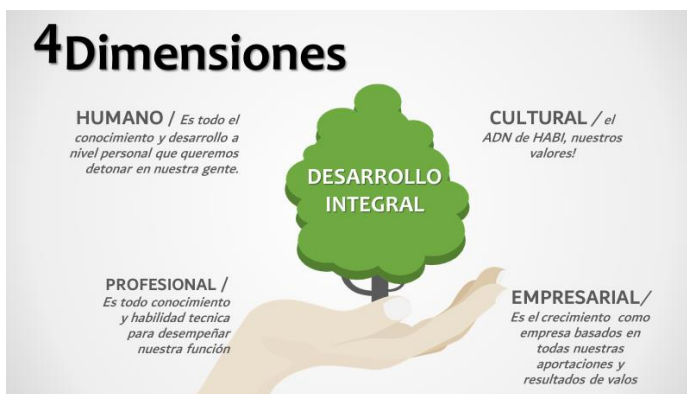 4Dimensiones
HUMANO / Es todo el
conocimiento y desarrollo a
nivel personal que queremos
detonar en nuestra gente.
CULTURAL / el
ADN de HABI, nuestros
valores!
DESARROLLO
INTEGRAL
PROFESIONAL /
Es todo conocimiento
y habilidad tecnica
para desempeñar
nuestra función
EMPRESARIAL/
Es el crecimiento como
empresa basados en
todas nuestras
aportaciones y
resultados de valos